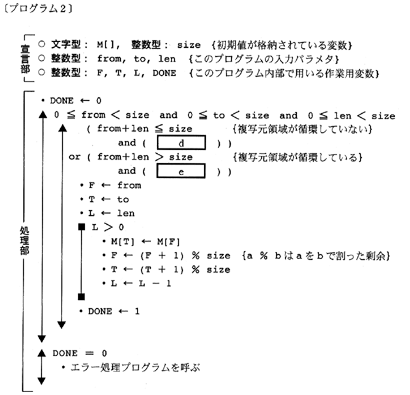 〔プログラム2〕
宣言部
○ 文字型: M[], 整数型: size {初期値が格納されている変数}
○ 整数型: from, to, len {このプログラムの入力パラメタ}
○ 整数型: F, T, L, DONE {このプログラム内部で用いる作業用変数}
処理部
・ DONE ← 0
0 ≦ from < size and 0 ≦ to < size and 0 ≦ len < size
( from+len ≦ size {複写元領域が循環していない}
and ( d ) )
or ( from+len > size {複写元領域が循環している}
and ( e ) )
・ F ← from
・ T ← to
・ L ← len
■ L > 0
・ M[T] ← M[F]
・ F ← (F + 1) % size {a % bはaをbで割った剰余}
・ T ← (T + 1) % size
・ L ← L - 1
■
・ DONE ← 1
DONE = 0
・ エラー処理プログラムを呼ぶ